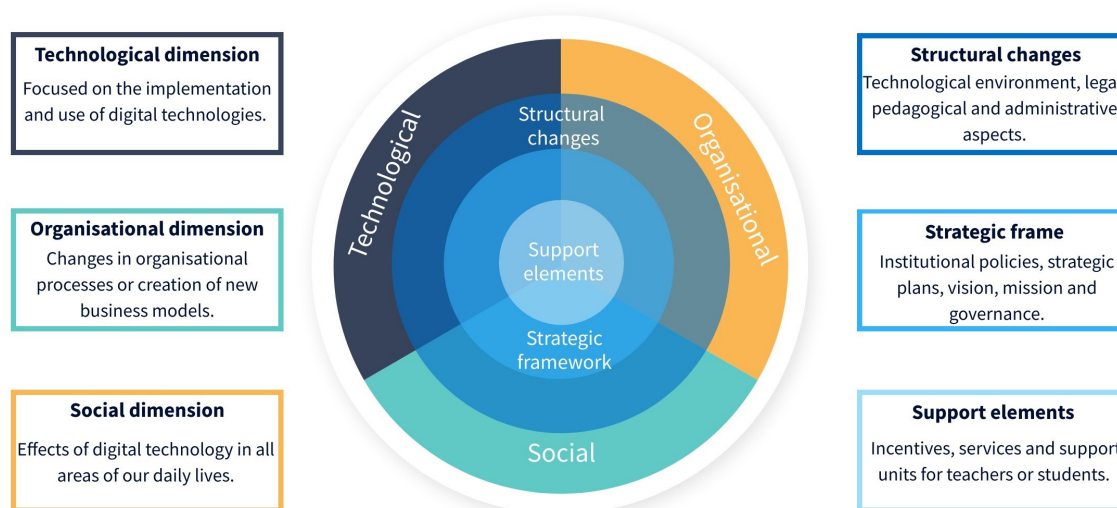 Technological dimension
Focused on the implementation
and use of digital technologies.
Organisational dimension
Changes in organisational
processes or creation of new
business models.
Social dimension
Effects of digital technology in all
areas of our daily lives.
Technological
Structural
changes
Organisational
Support
elements
Strategic
framework
Social
Structural changes
Technological environment, lega
pedagogical and administrative
aspects.
Strategic frame
Institutional policies, strategic
plans, vision, mission and
governance.
Support elements
Incentives, services and support
units for teachers or students.